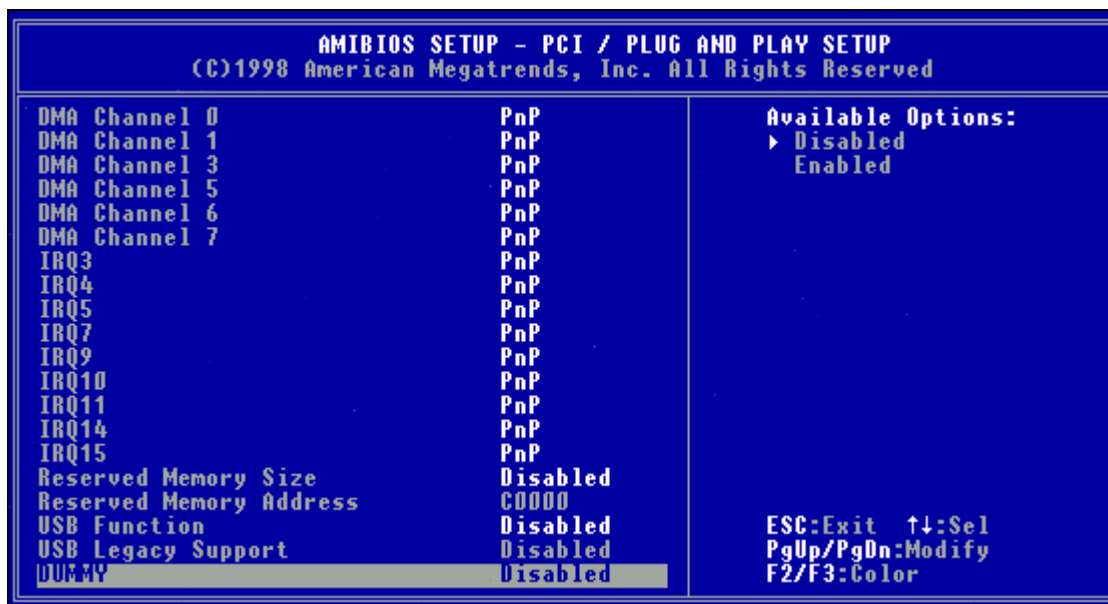 AMIBIOS SETUP - PCI / PLUG AND PLAY SETUP
(C)1998 American Megatrends, Inc. All Rights Reserved
DMA Channel 0 PnP
DMA Channel 1 PnP
DMA Channel 3 PnP
DMA Channel 5 PnP
DMA Channel 6 PnP
DMA Channel 7 PnP
IRQ3 PnP
IRQ4 PnP
IRQ5 PnP
IRQ7 PnP
IRQ9 PnP
IRQ10 PnP
IRQ11 PnP
IRQ14 PnP
IRQ15 PnP
Reserved Memory Size Disabled
Reserved Memory Address C0000
USB Function Disabled
USB Legacy Support Disabled
DUMMY Disabled
Available Options:
▶ Disabled
Enabled
ESC:Exit ↑↓:Sel
PgUp/PgDn:Modify
F2/F3:Color